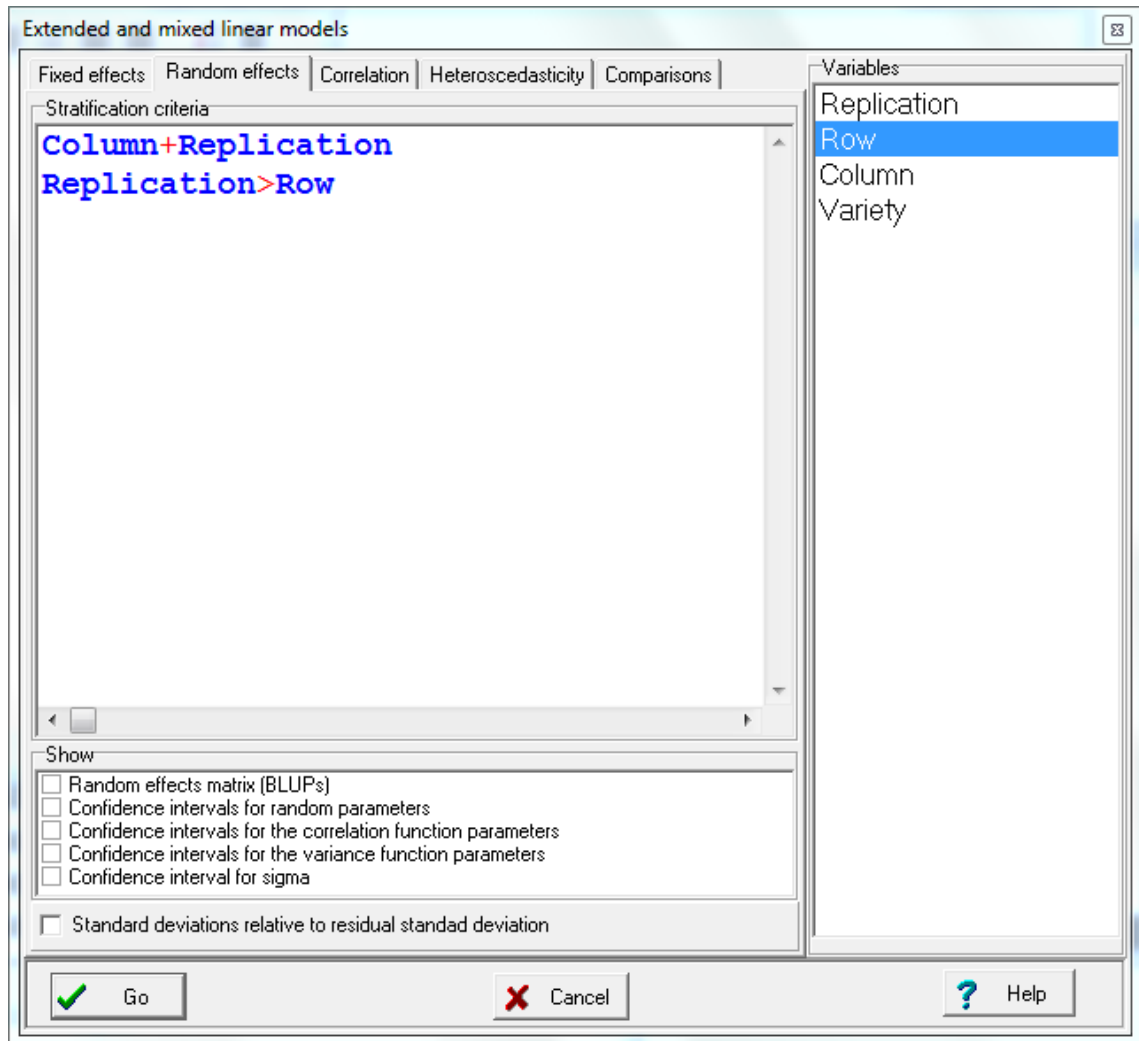 Extended and mixed linear models
Fixed effects Random effects Correlation Heteroscedasticity Comparisons
Stratification criteria
Column+Replication
Replication>Row
Show
Random effects matrix (BLUPs)
Confidence intervals for random parameters
Confidence intervals for the correlation function parameters
Confidence intervals for the variance function parameters
Confidence interval for sigma
Standard deviations relative to residual standad deviation
Variables
Replication
Row
Column
Variety
Go Cancel Help